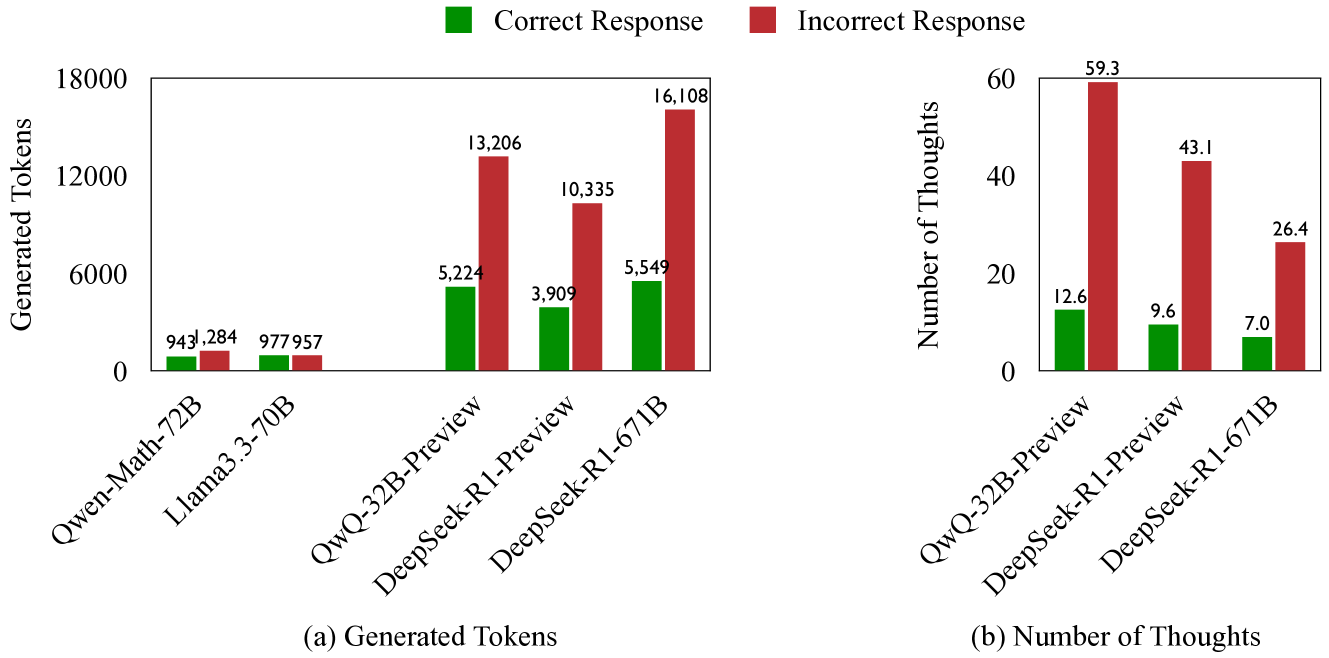 Correct Response Incorrect Response
Generated Tokens
18000
12000
6000
0
943 1,284 977 957 5,224 13,206 3,909 10,335 5,549 16,108
Qwen-Math-72B
Llama3.3-70B
QwQ-32B-Preview
DeepSeek-R1-Preview
DeepSeek-R1-671B
(a) Generated Tokens
Number of Thoughts
60
40
20
0
12.6 59.3 9.6 43.1 7.0 26.4
QwQ-32B-Preview
DeepSeek-R1-Preview
DeepSeek-R1-671B
(b) Number of Thoughts